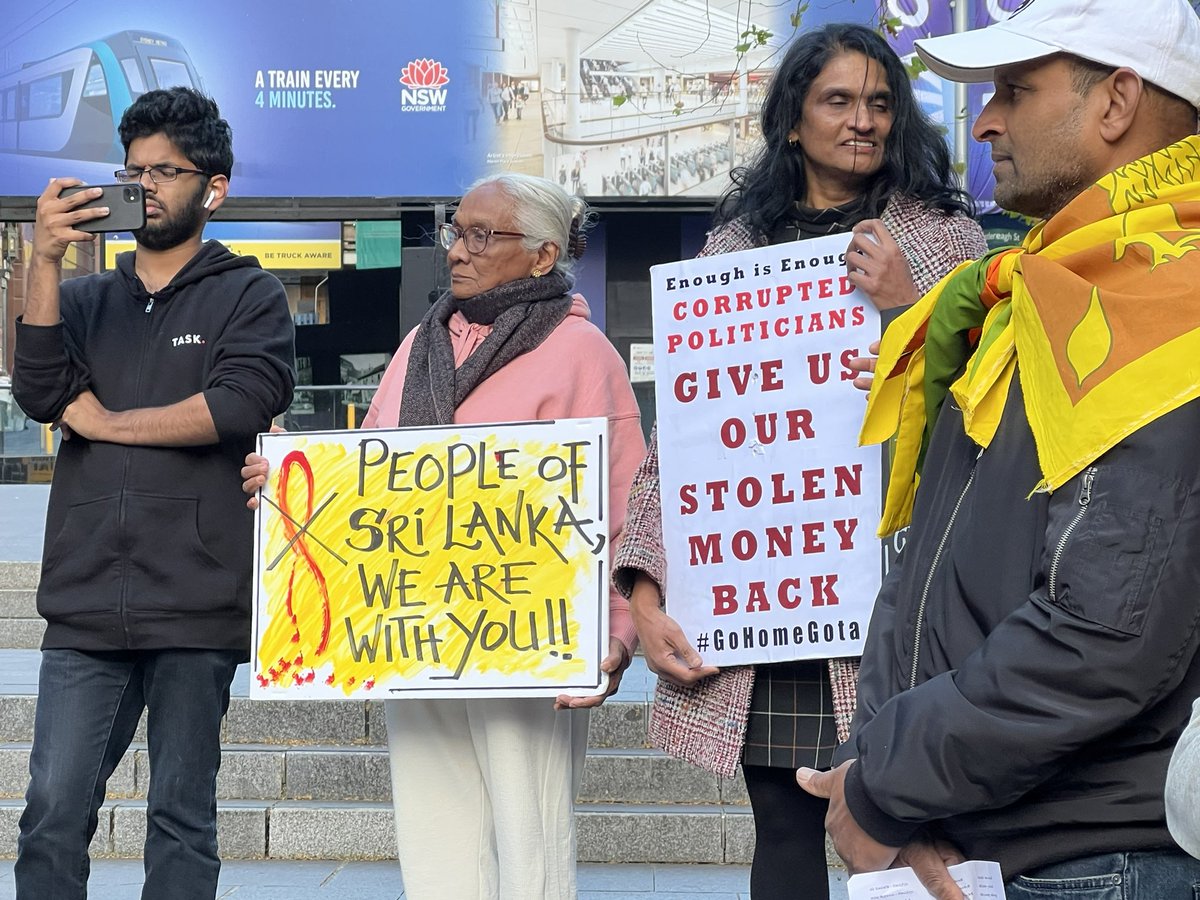 A TRAIN EVERY
4 MINUTES.
NSW
GOVERNMENT
BE TRUCK AWARE
TASK.
PEOPLE OF
SRI LANKA,
WE ARE
WITH YOU!!
Enough is Enoug
CORRUPTED
POLITICIANS
GIVE US
OUR
STOLEN
MONEY
BACK
#GoHomeGota